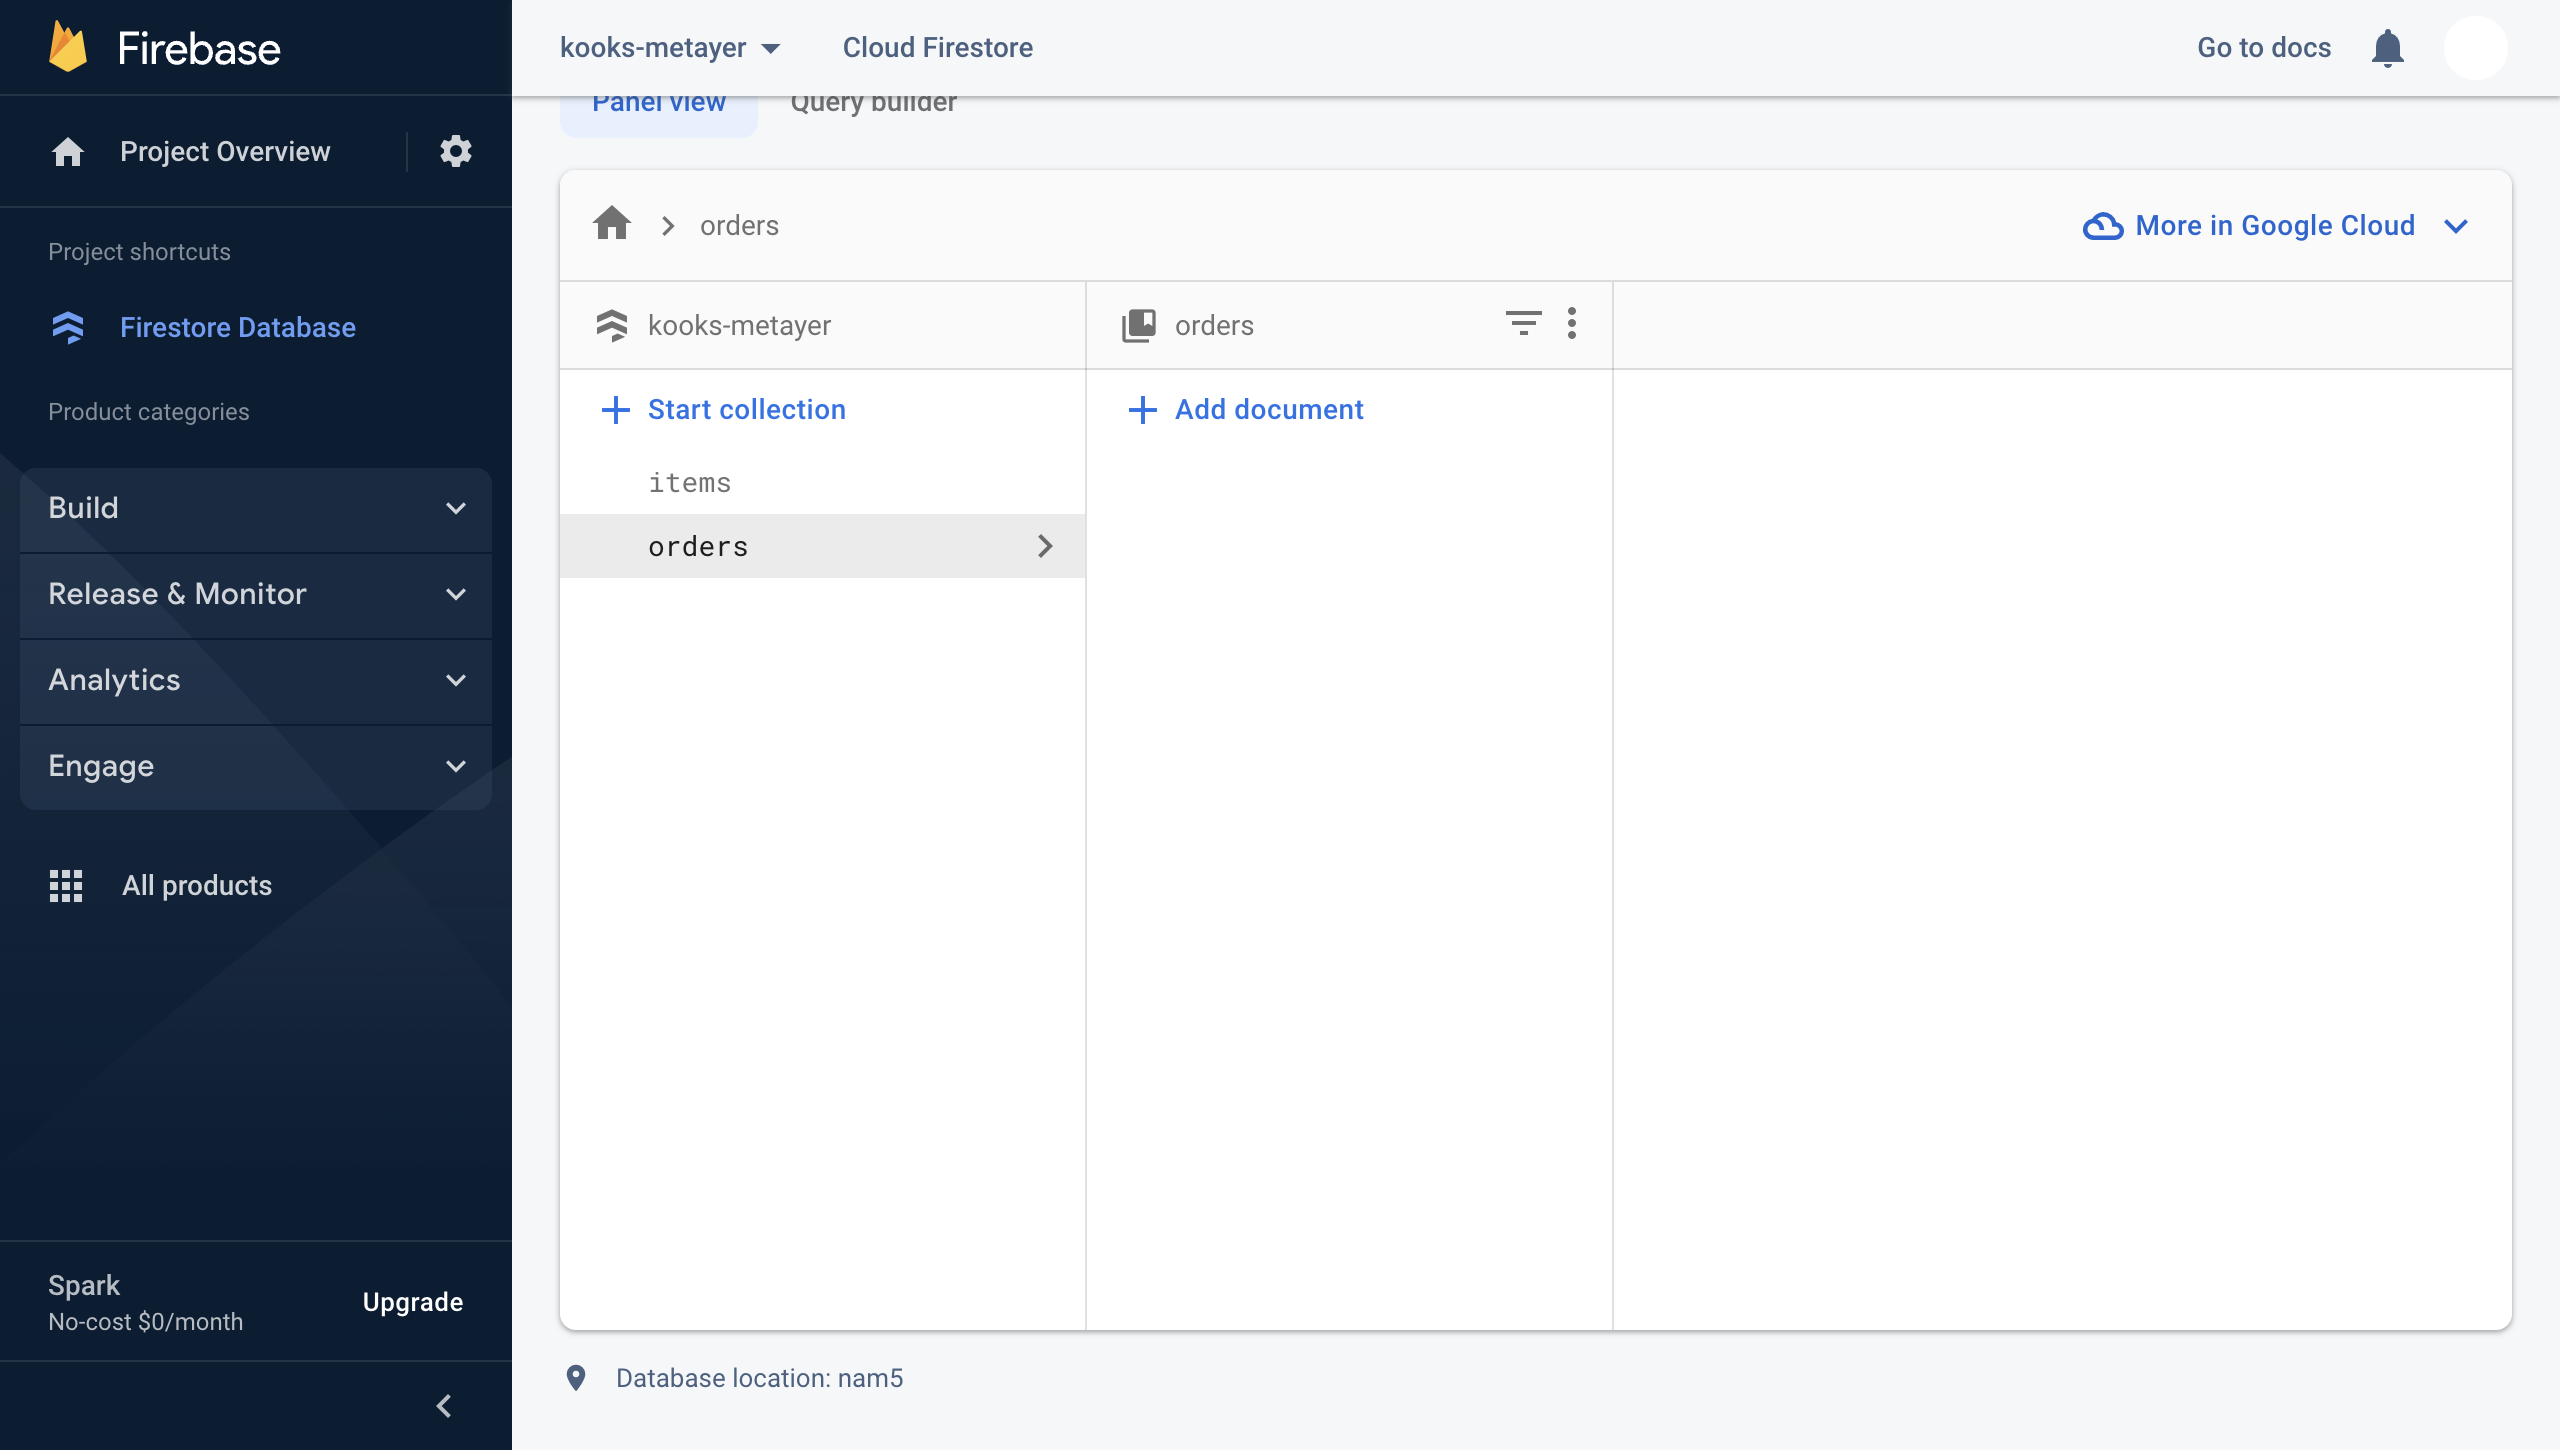 Firebase
Project Overview
Project shortcuts
Firestore Database
Product categories
Build
Release & Monitor
Analytics
Engage
All products
Spark
No-cost $0/month
Upgrade
kooks-metayer
Cloud Firestore
Go to docs
Panel view
Query builder
orders
More in Google Cloud
kooks-metayer
orders
Start collection
Add document
items
orders
Database location: nam5